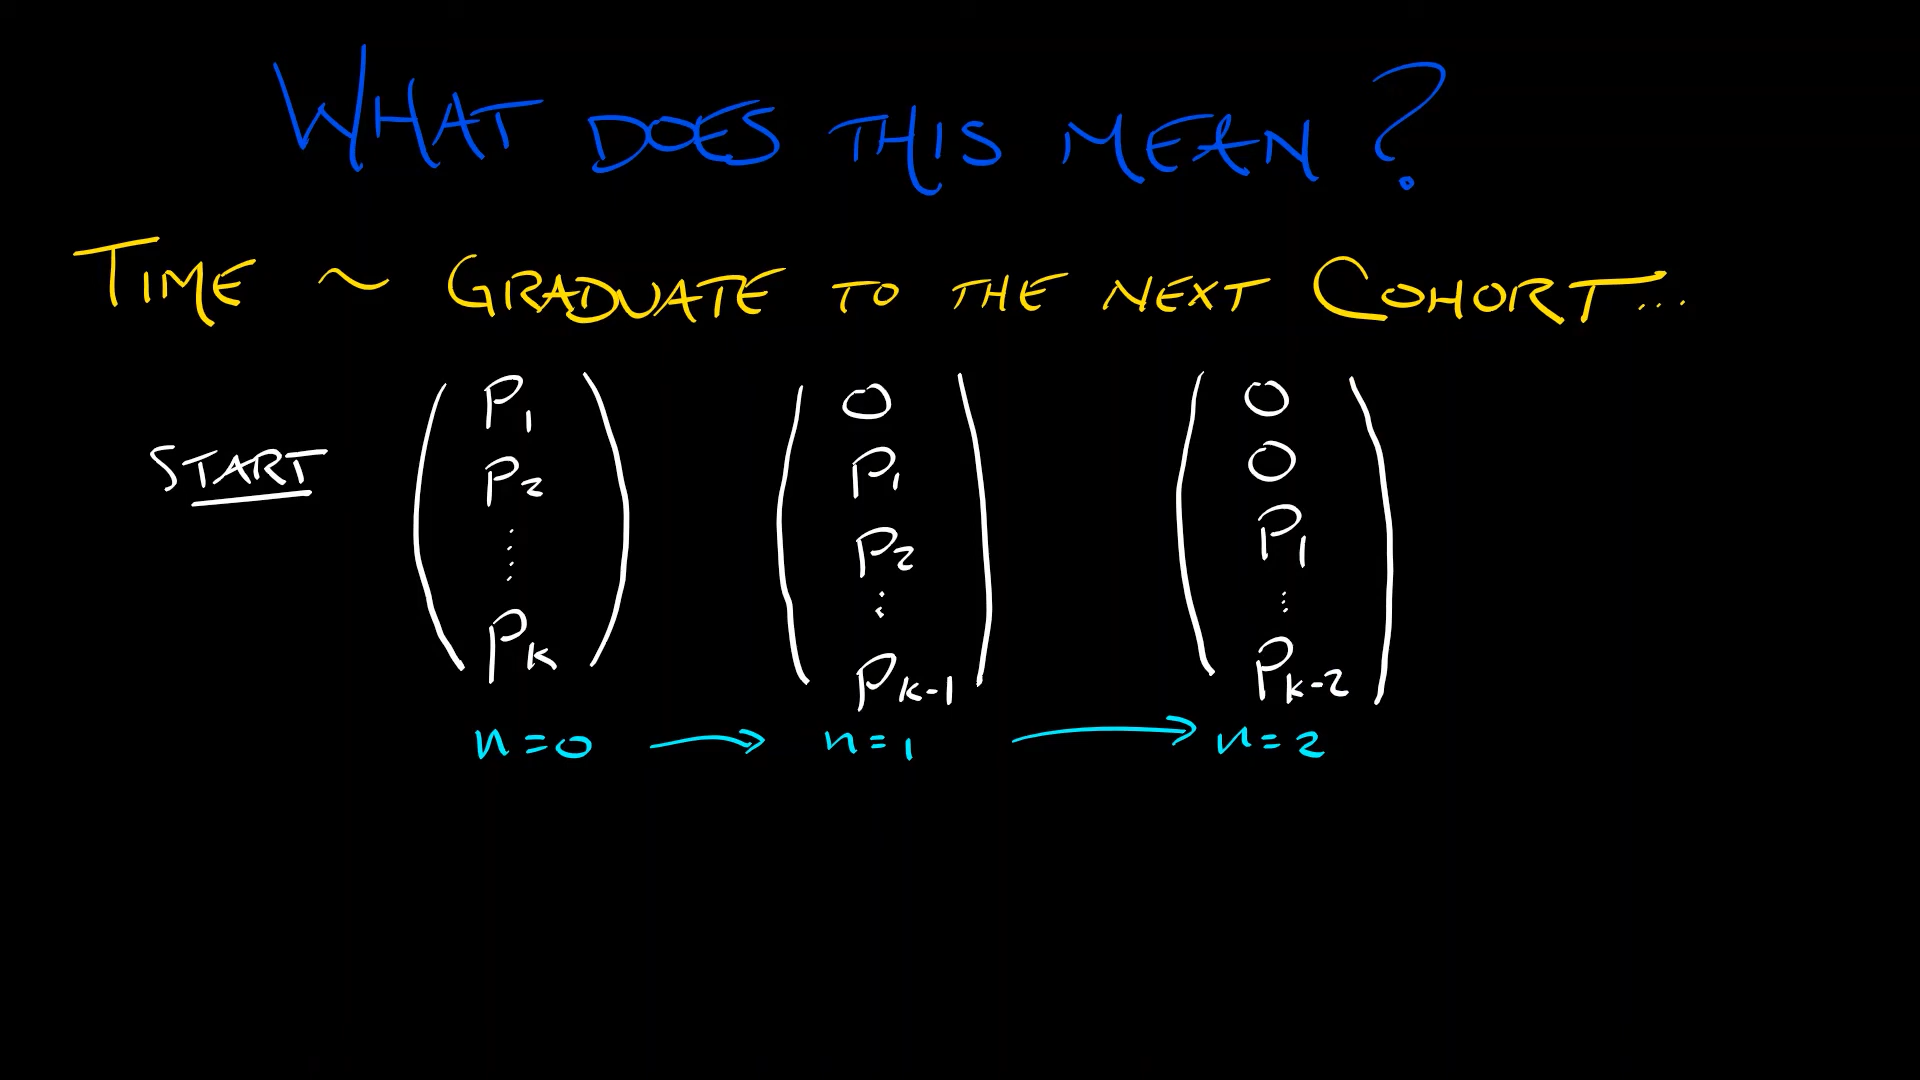 WHAT DOES THIS MEAN?
TIME ~ GRADUATE TO THE NEXT COHORT...
P1 0 0
P2 P1 0
START
⋮ P2 P1
⋮ ⋮
Pk Pk-1 Pk-2
n=0 → n=1 → n=2